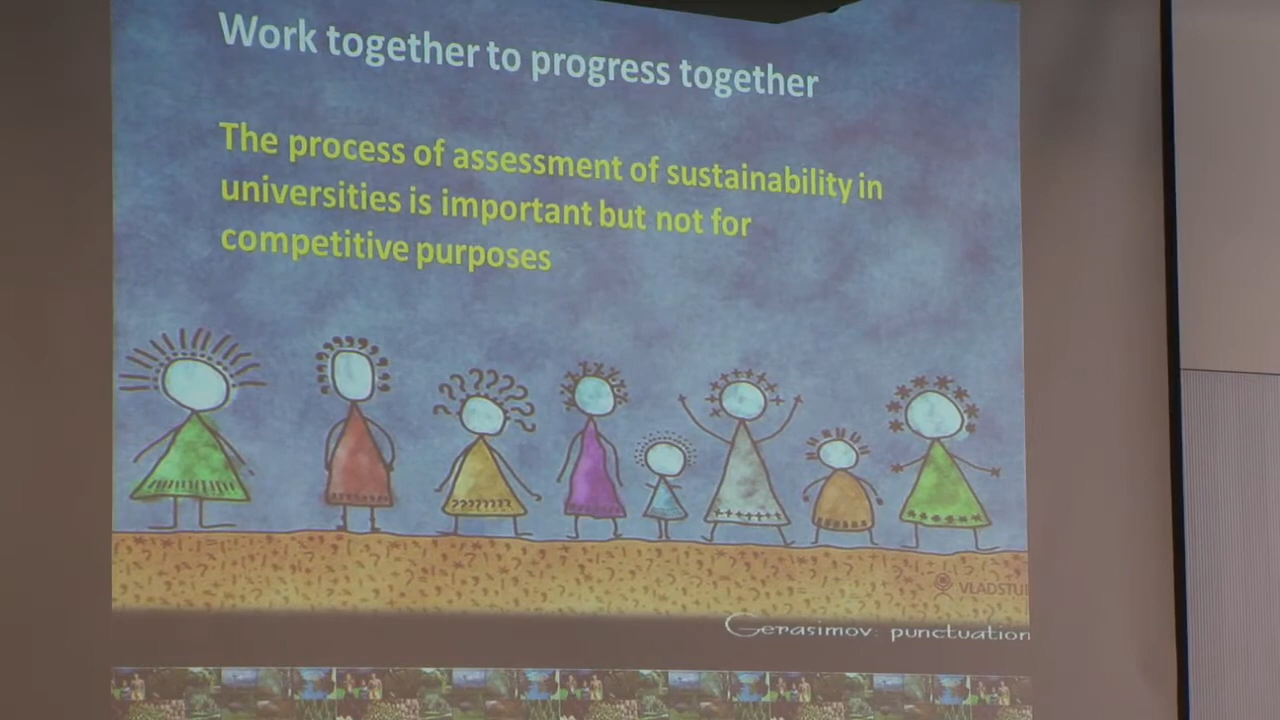 Work together to progress together
The process of assessment of sustainability in
universities is important but not for
competitive purposes
???????
VLADSTU
Gerasimov: punctuation